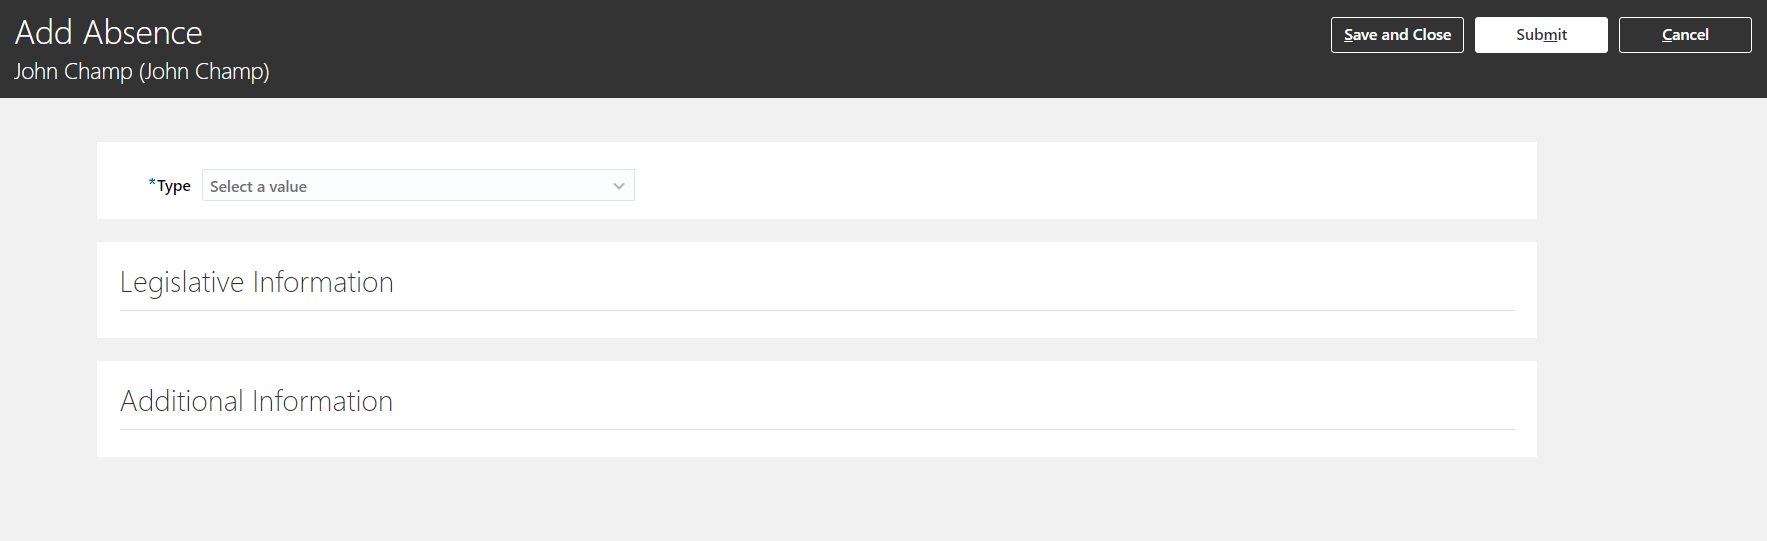 Add Absence
John Champ (John Champ)
Save and Close
Submit
Cancel
*Type
Select a value
Legislative Information
Additional Information